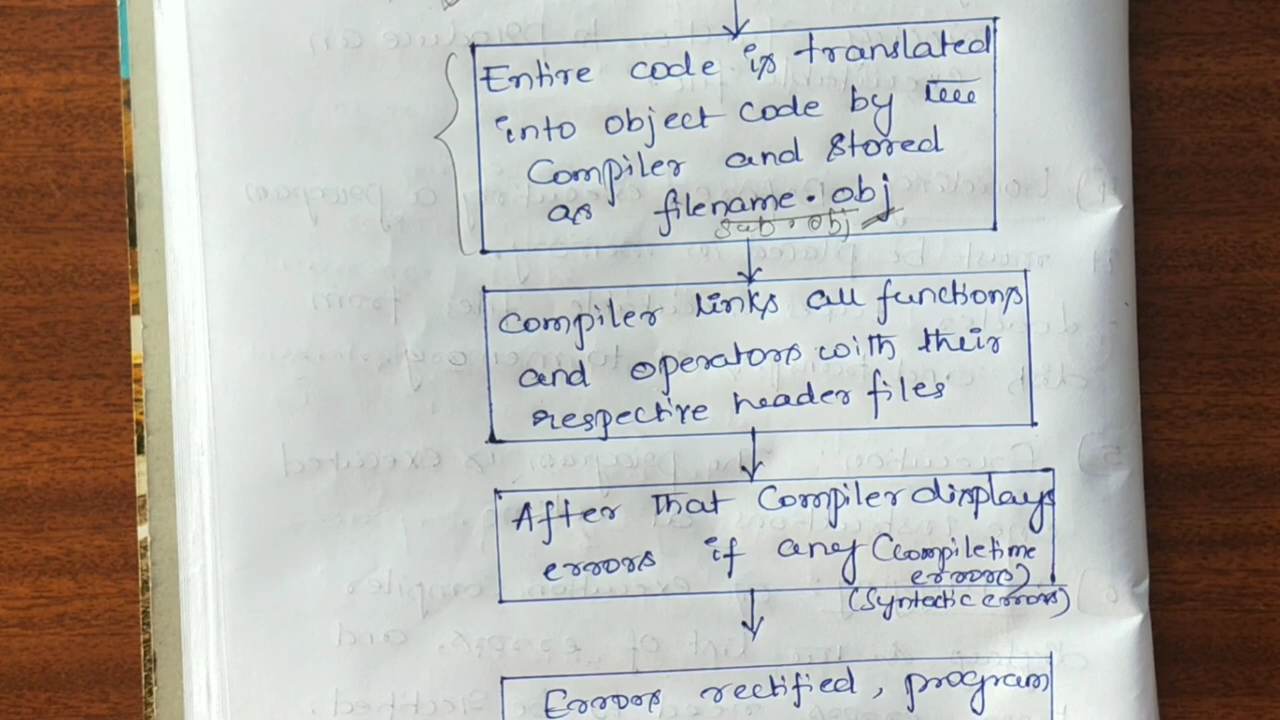 Entire code is translated
into object code by
Compiler and stored
as filename.obj
sub.obj
Compiler links all functions
and operators with their
respective header files
After that Compiler displays
errors if any (Compiletime
errors)
(Syntactic errors)
Errors rectified, program